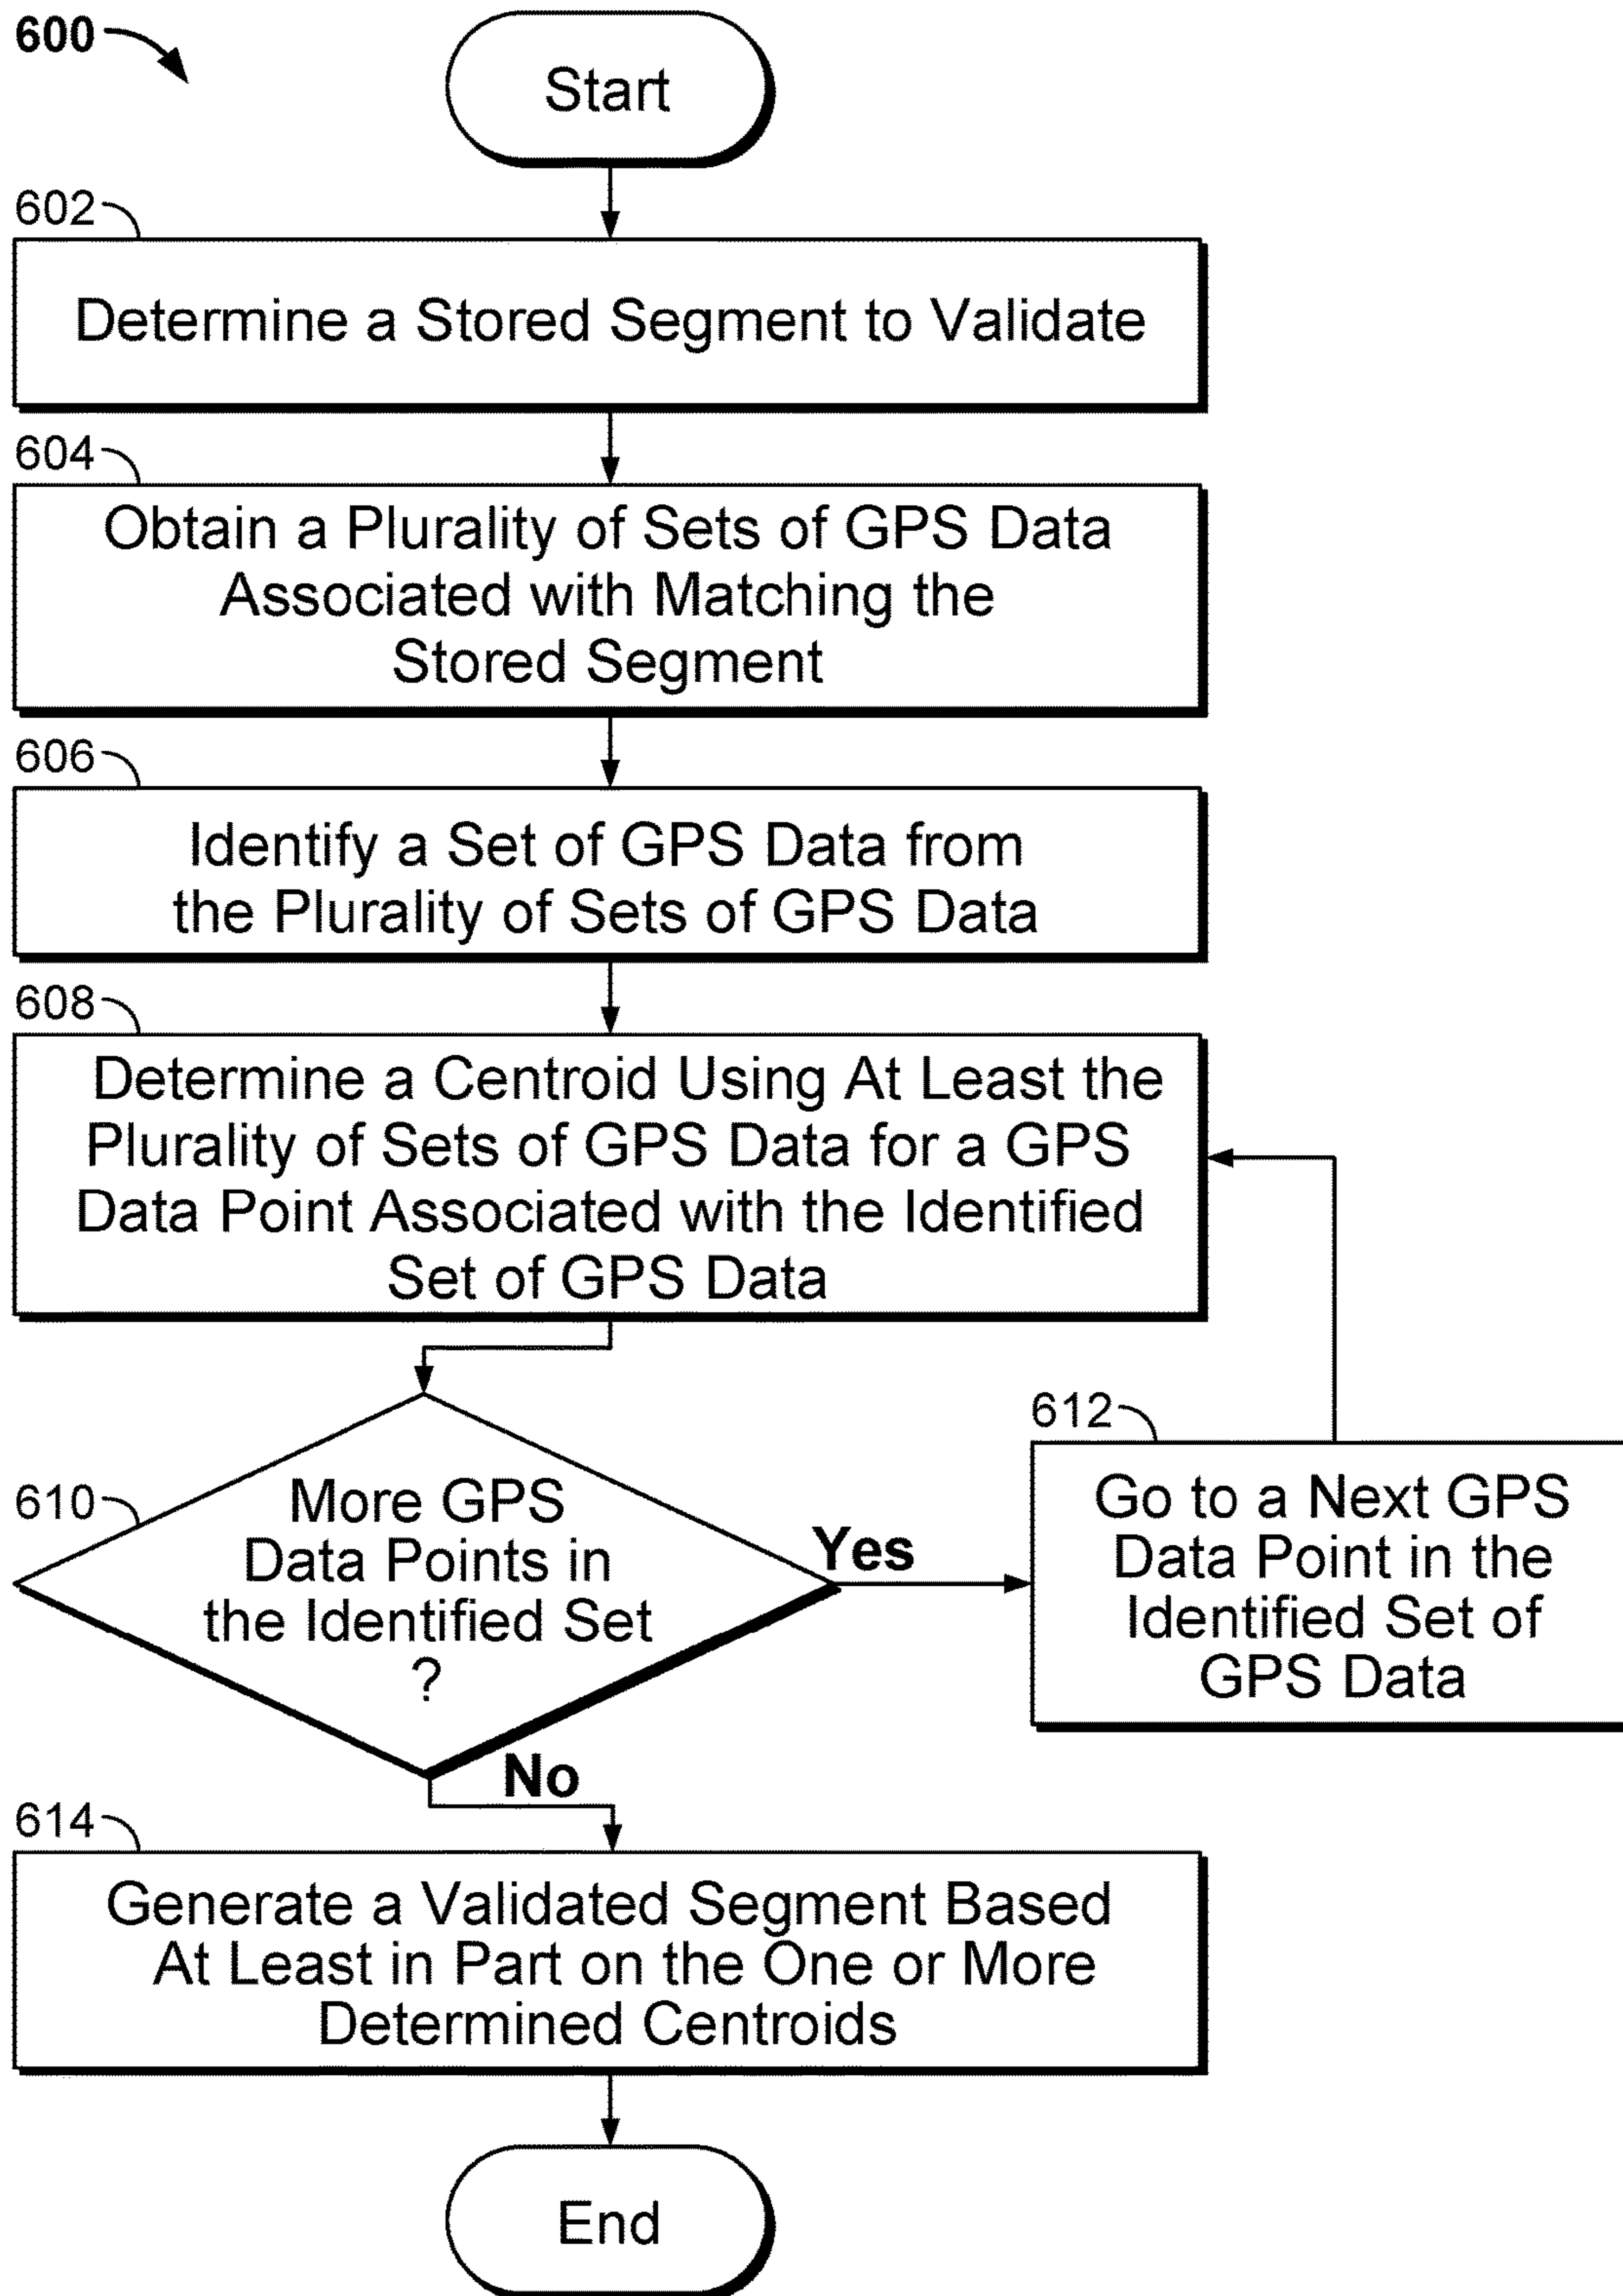 600
Start
602
Determine a Stored Segment to Validate
604
Obtain a Plurality of Sets of GPS Data
Associated with Matching the
Stored Segment
606
Identify a Set of GPS Data from
the Plurality of Sets of GPS Data
608
Determine a Centroid Using At Least the
Plurality of Sets of GPS Data for a GPS
Data Point Associated with the Identified
Set of GPS Data
610
More GPS
Data Points in
the Identified Set
?
Yes
612
Go to a Next GPS
Data Point in the
Identified Set of
GPS Data
No
614
Generate a Validated Segment Based
At Least in Part on the One or More
Determined Centroids
End